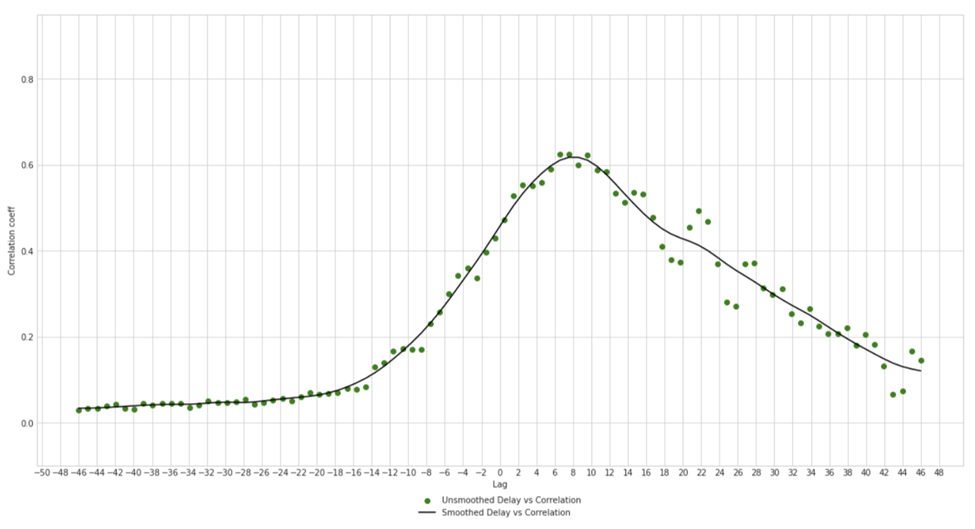 0.8
0.6
0.4
0.2
0.0
Correlation coeff
−50 −48 −46 −44 −42 −40 −38 −36 −34 −32 −30 −28 −26 −24 −22 −20 −18 −16 −14 −12 −10 −8 −6 −4 −2 0 2 4 6 8 10 12 14 16 18 20 22 24 26 28 30 32 34 36 38 40 42 44 46 48
Lag
Unsmoothed Delay vs Correlation
Smoothed Delay vs Correlation